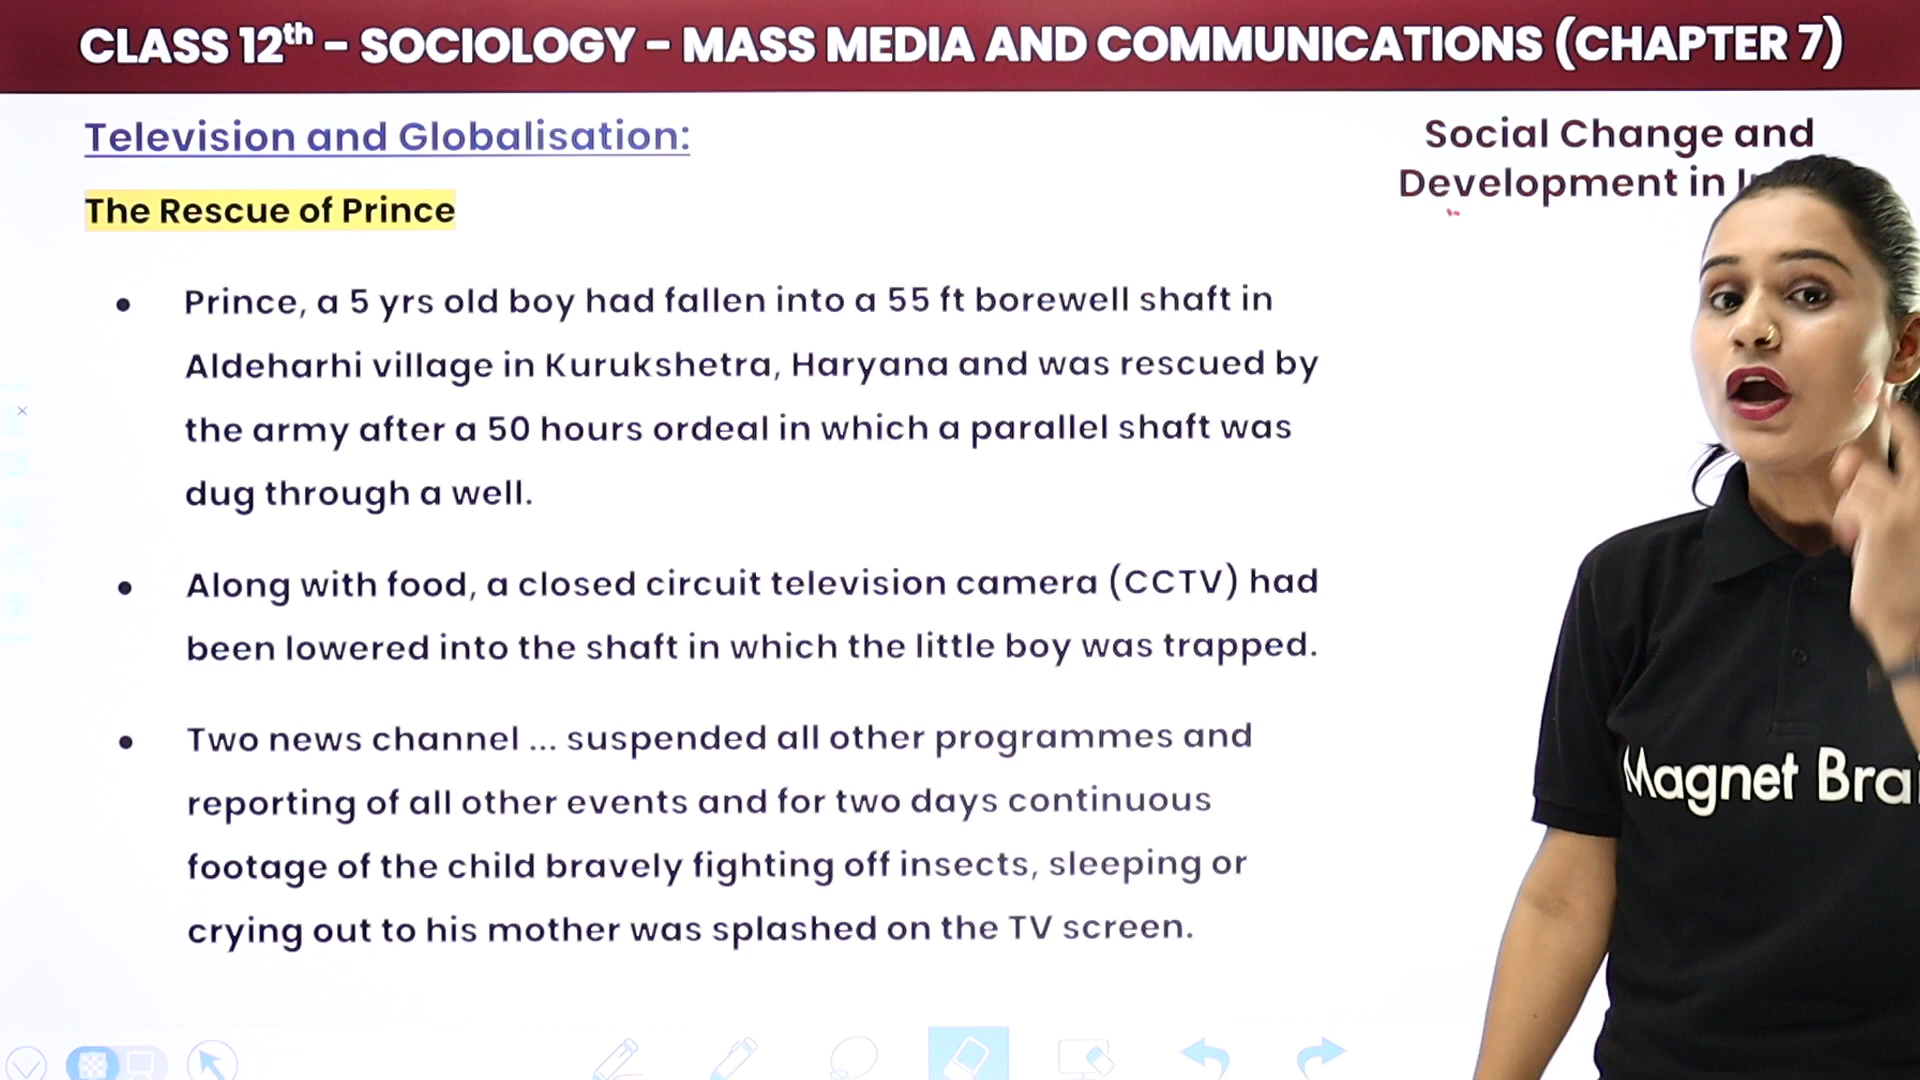 CLASS 12th – SOCIOLOGY – MASS MEDIA AND COMMUNICATIONS (CHAPTER 7)
Television and Globalisation:
Social Change and
Development in
The Rescue of Prince
• Prince, a 5 yrs old boy had fallen into a 55 ft borewell shaft in
Aldeharhi village in Kurukshetra, Haryana and was rescued by
the army after a 50 hours ordeal in which a parallel shaft was
dug through a well.
• Along with food, a closed circuit television camera (CCTV) had
been lowered into the shaft in which the little boy was trapped.
• Two news channel ... suspended all other programmes and
reporting of all other events and for two days continuous
footage of the child bravely fighting off insects, sleeping or
crying out to his mother was splashed on the TV screen.
Magnet Brai